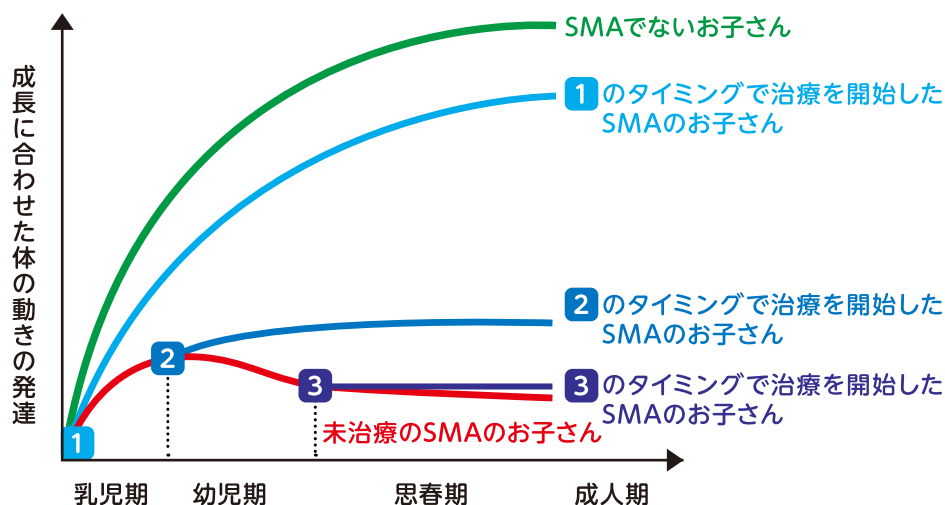 SMAでないお子さん
1のタイミングで治療を開始した
SMAのお子さん
成長に合わせた体の動きの発達
2のタイミングで治療を開始した
SMAのお子さん
2
3
3のタイミングで治療を開始した
SMAのお子さん
未治療のSMAのお子さん
1
乳児期 幼児期 思春期 成人期